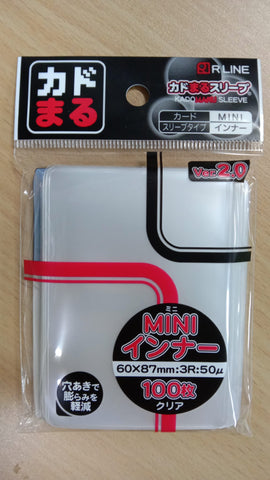 カド
まる
R LINE
カドまるスリーブ
KADOMARU SLEEVE
カード MINI
スリーブタイプ インナー
Ver 2.0
ミニ
MINI
インナー
60×87mm:3R:50μ
100枚
クリア
穴あきで
膨らみを
軽減